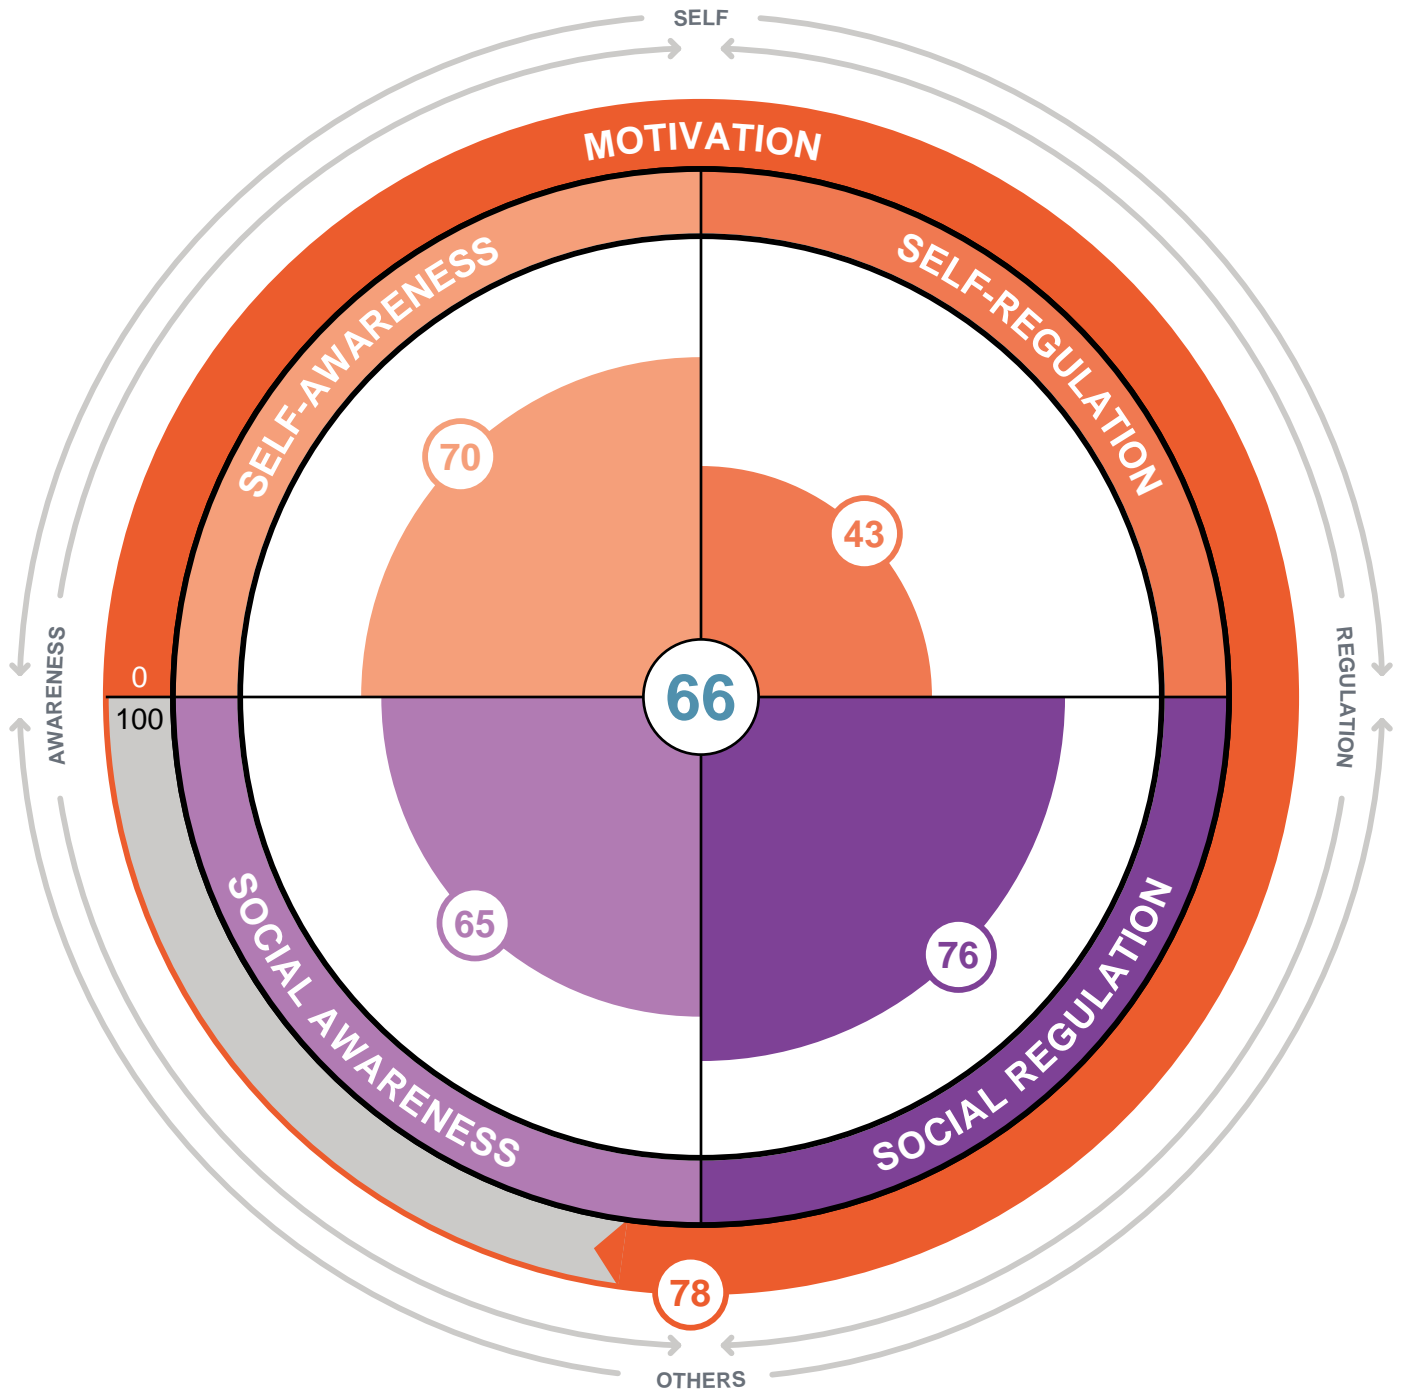 SELF
MOTIVATION
SELF-AWARENESS
SELF-REGULATION
70
43
0
66
100
AWARENESS
REGULATION
65
76
SOCIAL AWARENESS
SOCIAL REGULATION
78
OTHERS